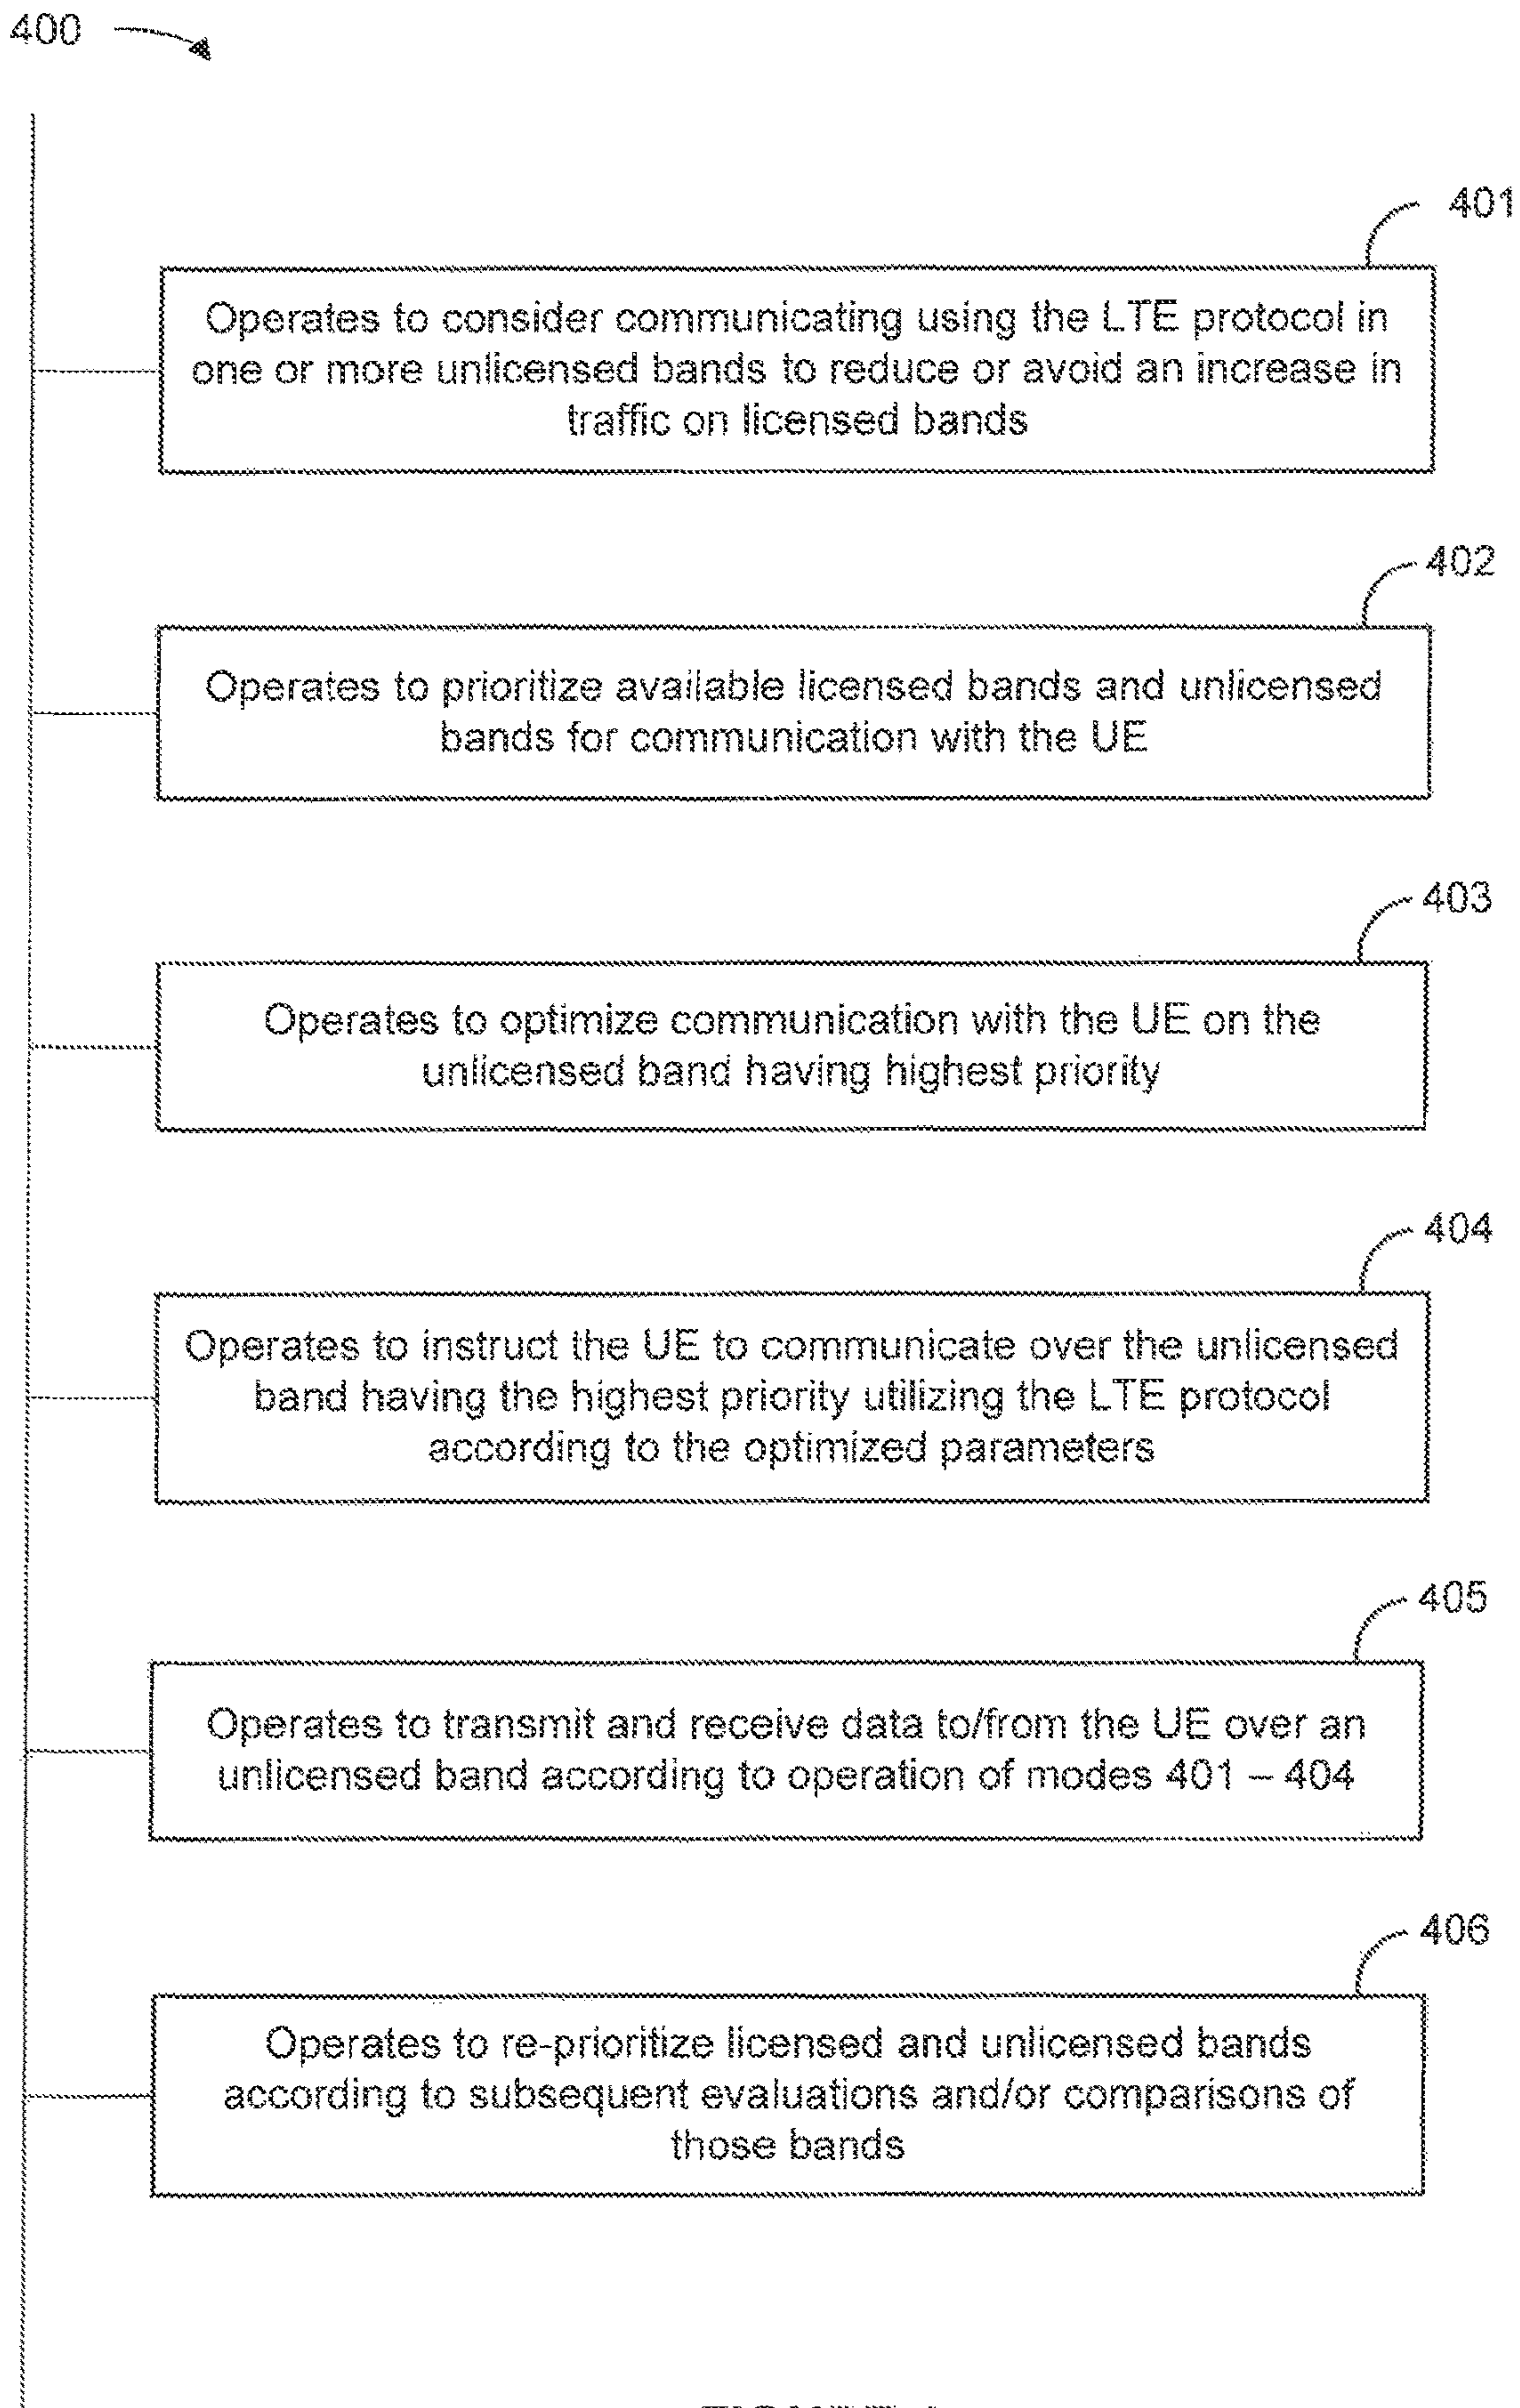 400
401
Operates to consider communicating using the LTE protocol in
one or more unlicensed bands to reduce or avoid an increase in
traffic on licensed bands
402
Operates to prioritize available licensed bands and unlicensed
bands for communication with the UE
403
Operates to optimize communication with the UE on the
unlicensed band having highest priority
404
Operates to instruct the UE to communicate over the unlicensed
band having the highest priority utilizing the LTE protocol
according to the optimized parameters
405
Operates to transmit and receive data to/from the UE over an
unlicensed band according to operation of modes 401 – 404
406
Operates to re-prioritize licensed and unlicensed bands
according to subsequent evaluations and/or comparisons of
those bands